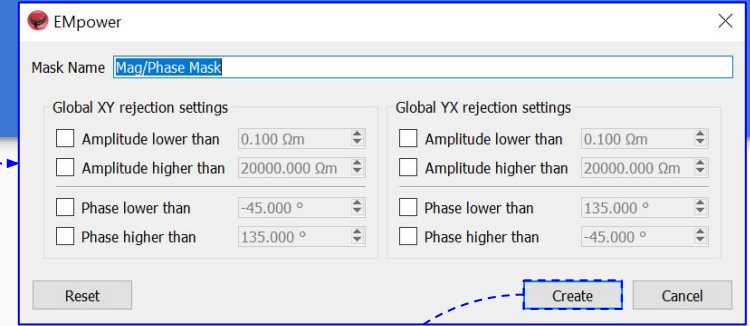 EMpower
Mask Name Mag/Phase Mask
Global XY rejection settings
Amplitude lower than 0.100 Ωm
Amplitude higher than 20000.000 Ωm
Phase lower than -45.000 °
Phase higher than 135.000 °
Global YX rejection settings
Amplitude lower than 0.100 Ωm
Amplitude higher than 20000.000 Ωm
Phase lower than 135.000 °
Phase higher than -45.000 °
Reset Create Cancel